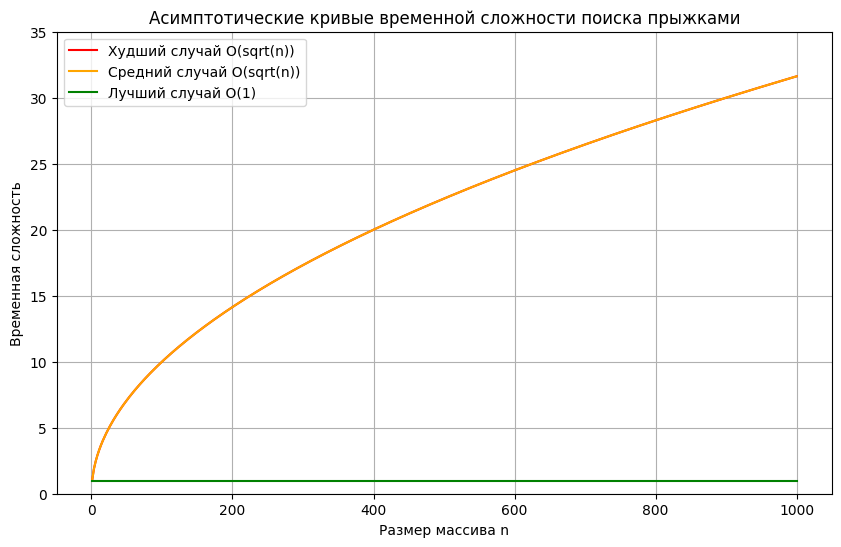 Асимптотические кривые временной сложности поиска прыжками
Худший случай O(sqrt(n))
Средний случай O(sqrt(n))
Лучший случай O(1)
Временная сложность
35
30
25
20
15
10
5
0
0 200 400 600 800 1000
Размер массива n